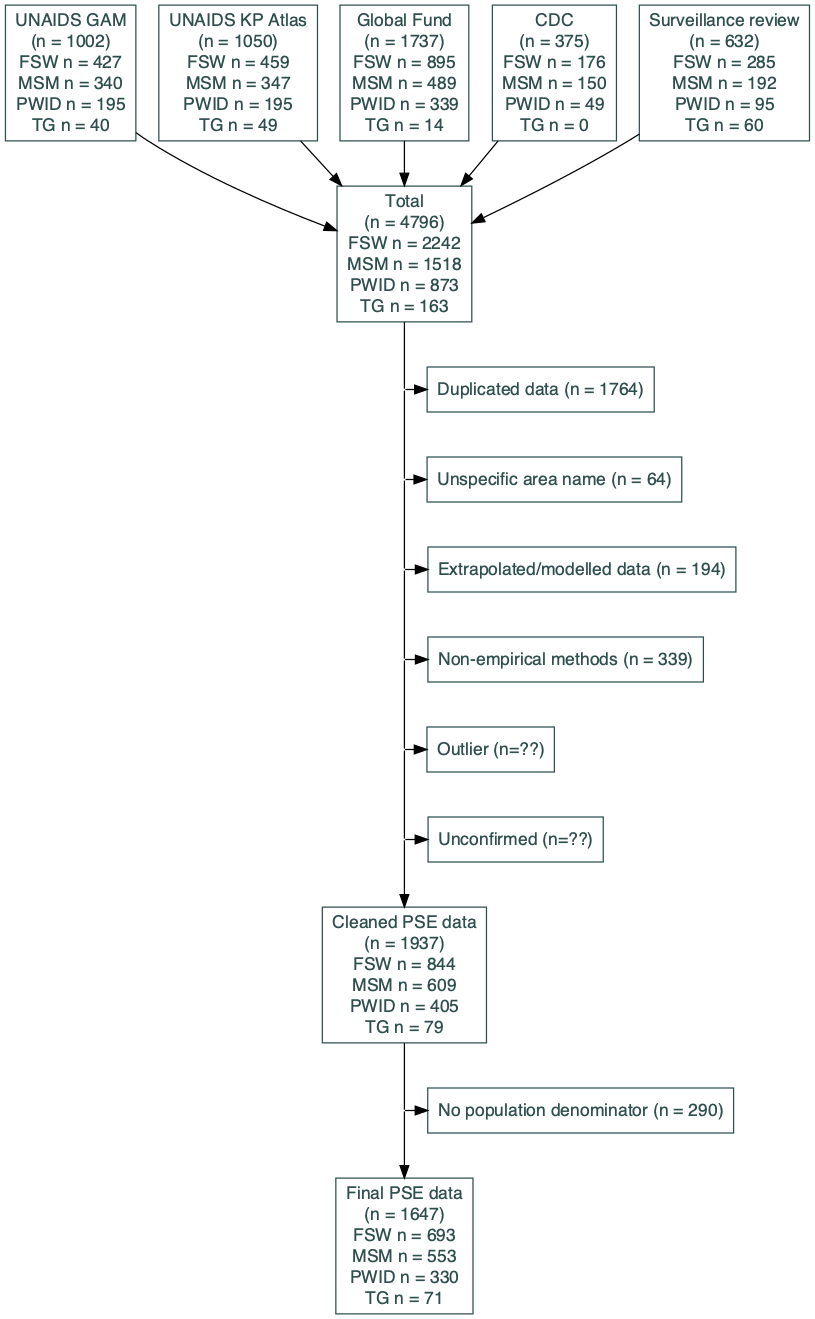 UNAIDS GAM
(n = 1002)
FSW n = 427
MSM n = 340
PWID n = 195
TG n = 40
UNAIDS KP Atlas
(n = 1050)
FSW n = 459
MSM n = 347
PWID n = 195
TG n = 49
Global Fund
(n = 1737)
FSW n = 895
MSM n = 489
PWID n = 339
TG n = 14
CDC
(n = 375)
FSW n = 176
MSM n = 150
PWID n = 49
TG n = 0
Surveillance review
(n = 632)
FSW n = 285
MSM n = 192
PWID n = 95
TG n = 60
Total
(n = 4796)
FSW n = 2242
MSM n = 1518
PWID n = 873
TG n = 163
Duplicated data (n = 1764)
Unspecific area name (n = 64)
Extrapolated/modelled data (n = 194)
Non-empirical methods (n = 339)
Outlier (n=??)
Unconfirmed (n=??)
Cleaned PSE data
(n = 1937)
FSW n = 844
MSM n = 609
PWID n = 405
TG n = 79
No population denominator (n = 290)
Final PSE data
(n = 1647)
FSW n = 693
MSM n = 553
PWID n = 330
TG n = 71